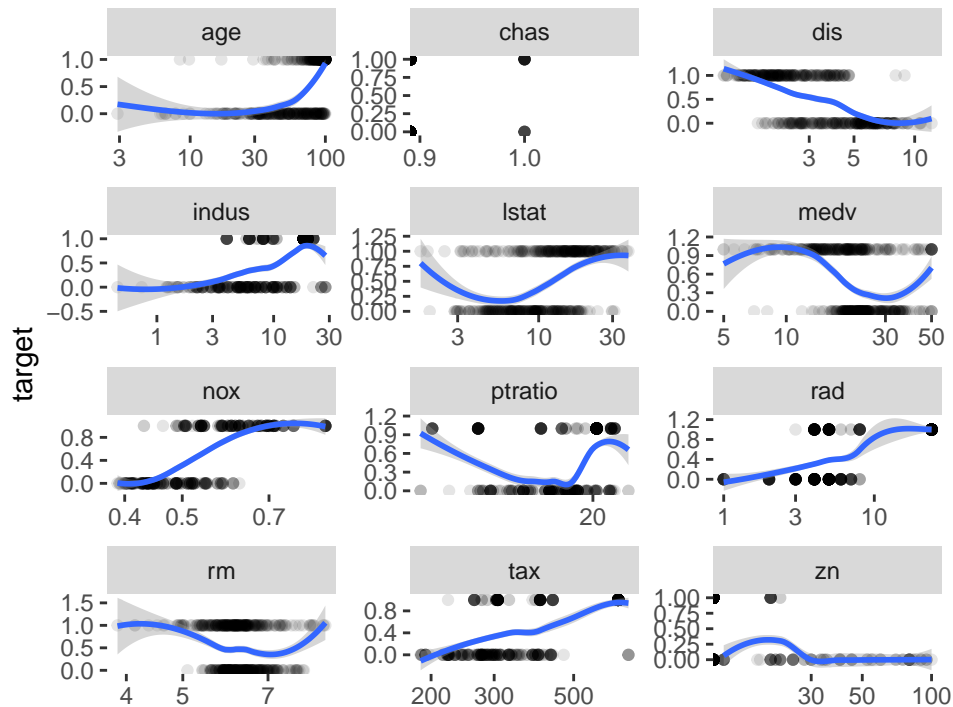 age chas dis
1.0 0.5 0.0
1.00 0.75 0.50 0.25 0.00
1.0 0.5 0.0
3 10 30 100
0.9 1.0
3 5 10
indus lstat medv
1.0 0.5 0.0 −0.5
1.25 1.00 0.75 0.50 0.25 0.00
1.2 0.9 0.6 0.3 0.0
1 3 10 30
3 10 30
5 10 30 50
target
nox ptratio rad
0.8 0.4 0.0
1.2 0.9 0.6 0.3 0.0
1.2 0.8 0.4 0.0
0.4 0.5 0.7
20
1 3 10
rm tax zn
1.5 1.0 0.5 0.0
0.8 0.4 0.0
1.00 0.75 0.50 0.25 0.00
4 5 7
200 300 500
30 50 100